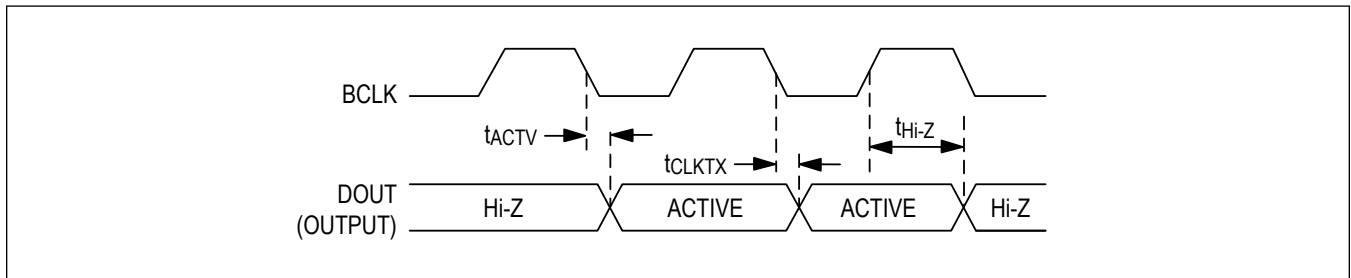 BCLK
tACTV
tHi-Z
tCLKTX
DOUT
(OUTPUT)
Hi-Z
ACTIVE
ACTIVE
Hi-Z